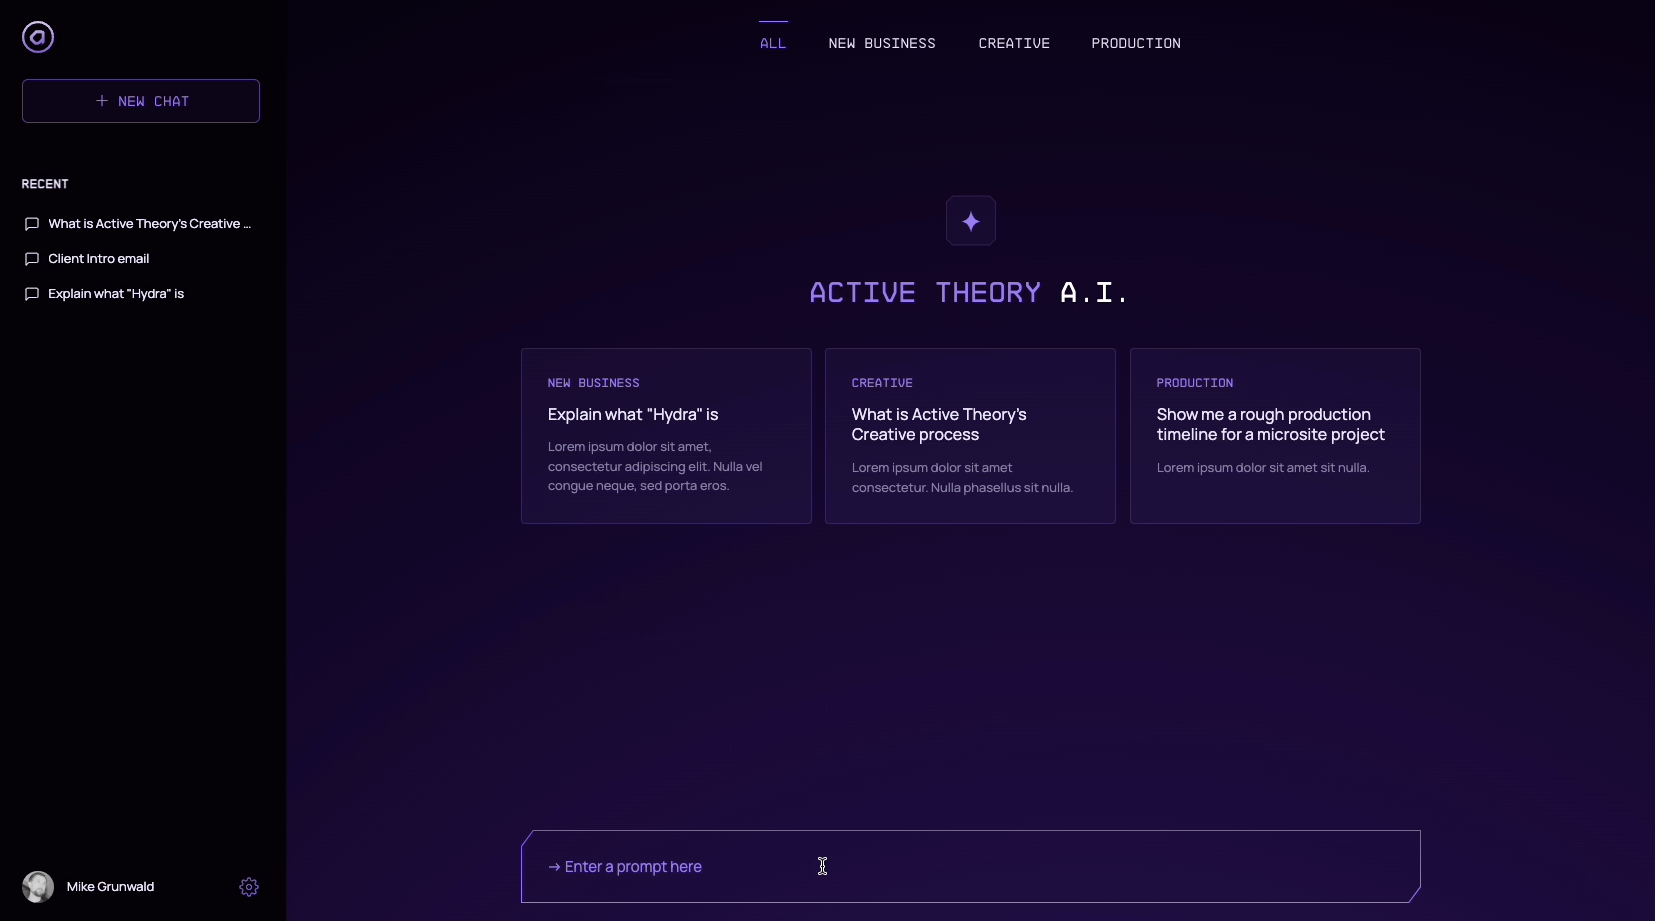 NEW CHAT
RECENT
What is Active Theory's Creative ...
Client Intro email
Explain what "Hydra" is
Mike Grunwald
ALL NEW BUSINESS CREATIVE PRODUCTION
ACTIVE THEORY A.I.
NEW BUSINESS
Explain what "Hydra" is
Lorem ipsum dolor sit amet,
consectetur adipiscing elit. Nulla vel
congue neque, sed porta eros.
CREATIVE
What is Active Theory's
Creative process
Lorem ipsum dolor sit amet
consectetur. Nulla phasellus sit nulla.
PRODUCTION
Show me a rough production
timeline for a microsite project
Lorem ipsum dolor sit amet sit nulla.
→ Enter a prompt here